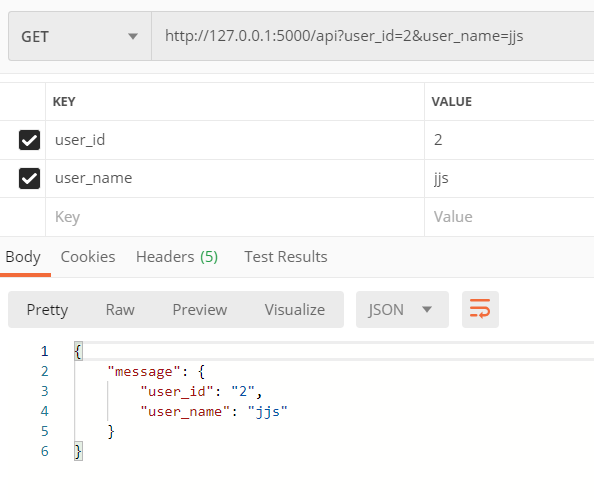 GET http://127.0.0.1:5000/api?user_id=2&user_name=jjs
KEY VALUE
user_id 2
user_name jjs
Key Value
Body Cookies Headers (5) Test Results
Pretty Raw Preview Visualize JSON
1 {
2 "message": {
3 "user_id": "2",
4 "user_name": "jjs"
5 }
6 }